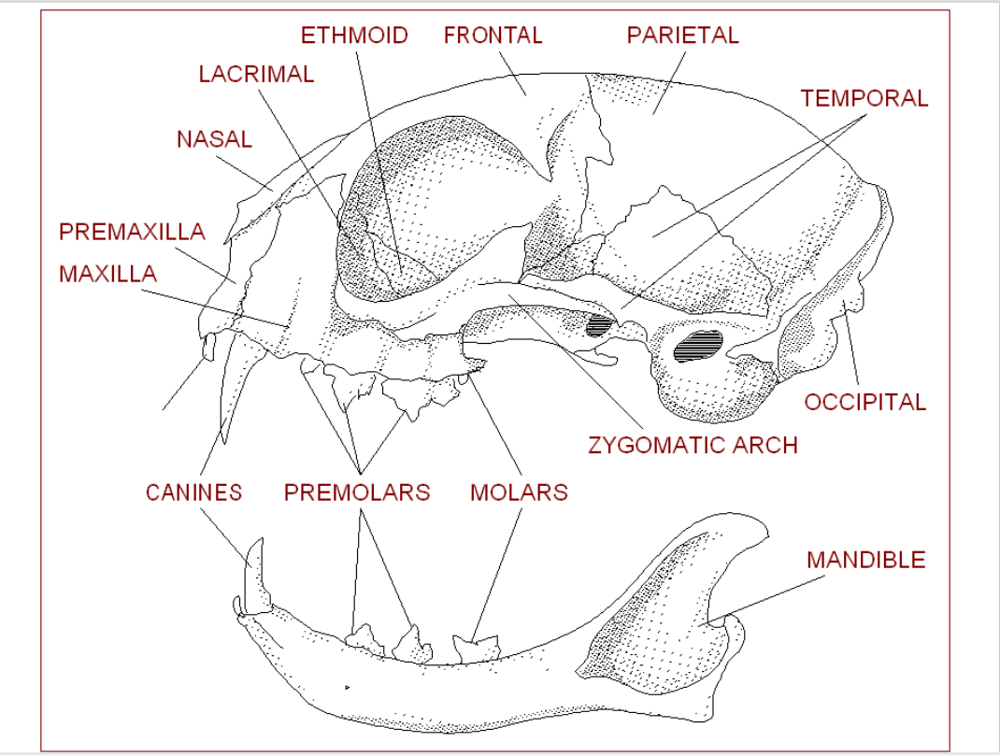 ETHMOID FRONTAL PARIETAL
LACRIMAL
TEMPORAL
NASAL
PREMAXILLA
MAXILLA
OCCIPITAL
ZYGOMATIC ARCH
CANINES PREMOLARS MOLARS
MANDIBLE